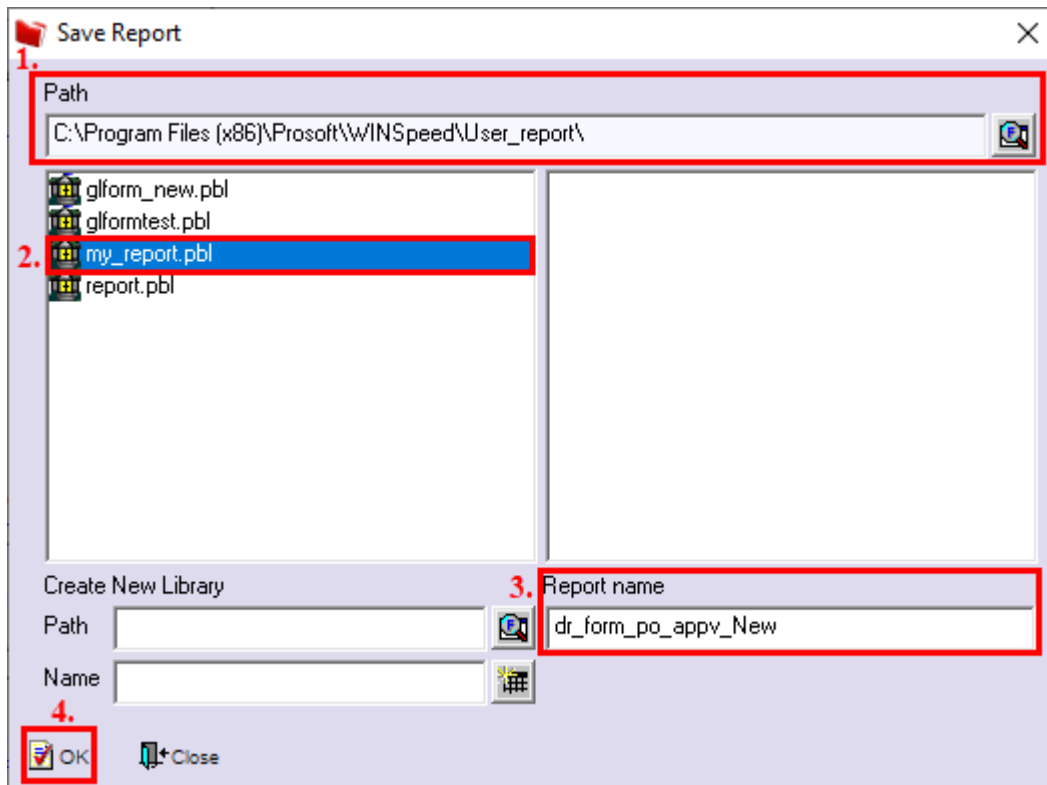 Save Report
1.
Path
C:\Program Files (x86)\Prosoft\WINSpeed\User_report\
glform_new.pbl
glformtest.pbl
2. my_report.pbl
report.pbl
Create New Library
3. Report name
Path
dr_form_po_appv_New
Name
4.
OK Close